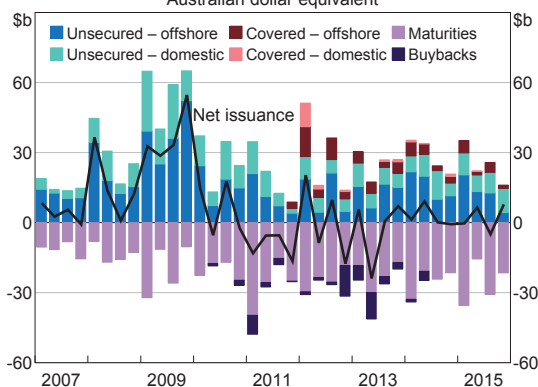 Australian dollar equivalent
$b $b
Unsecured – offshore Covered – offshore Maturities
Unsecured – domestic Covered – domestic Buybacks
60 60
Net issuance
30 30
0 0
-30 -30
-60 -60
2007 2009 2011 2013 2015